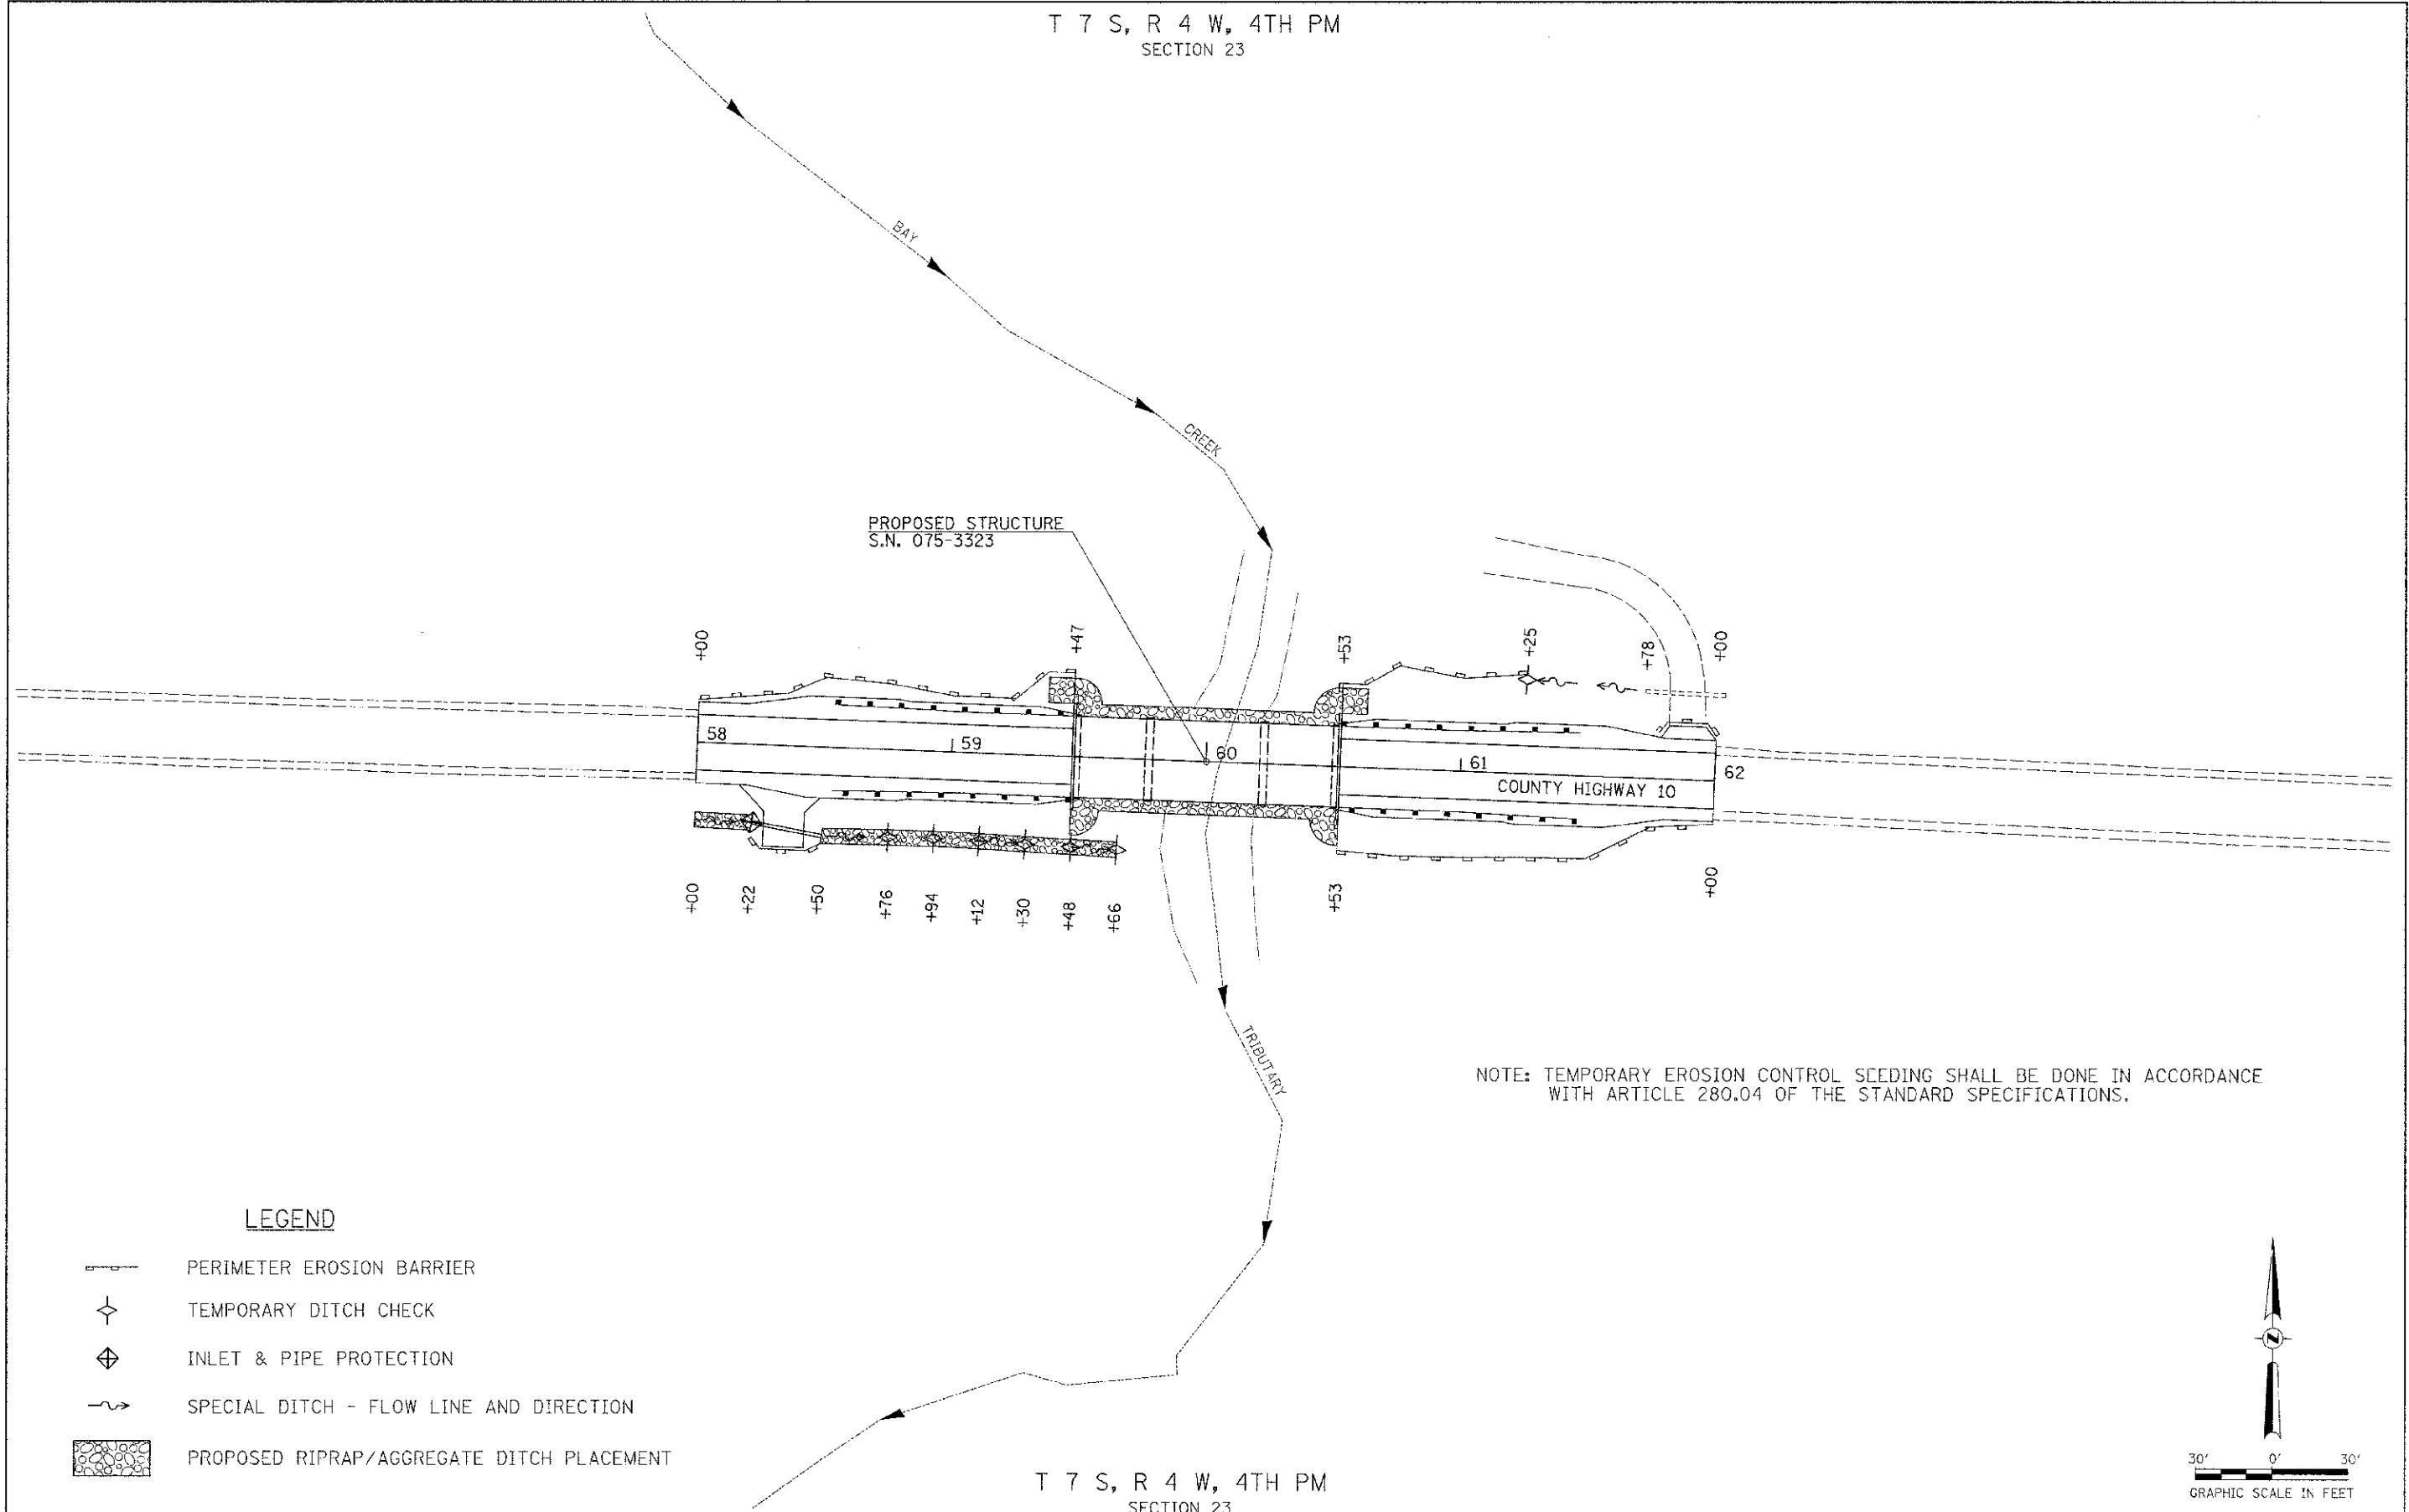 T 7 S, R 4 W, 4TH PM
SECTION 23
BAY
CREEK
PROPOSED STRUCTURE
S.N. 075-3323
+00
+47
+53
+25
+78
+00
58
59
60
61
62
COUNTY HIGHWAY 10
+00
+22
+50
+76
+94
+12
+30
+48
+66
+53
+00
TRIBUTARY
NOTE: TEMPORARY EROSION CONTROL SEEDING SHALL BE DONE IN ACCORDANCE
WITH ARTICLE 280.04 OF THE STANDARD SPECIFICATIONS.
LEGEND
PERIMETER EROSION BARRIER
TEMPORARY DITCH CHECK
INLET & PIPE PROTECTION
SPECIAL DITCH - FLOW LINE AND DIRECTION
PROPOSED RIPRAP/AGGREGATE DITCH PLACEMENT
T 7 S, R 4 W, 4TH PM
SECTION 23
Z
30' 0' 30'
GRAPHIC SCALE IN FEET